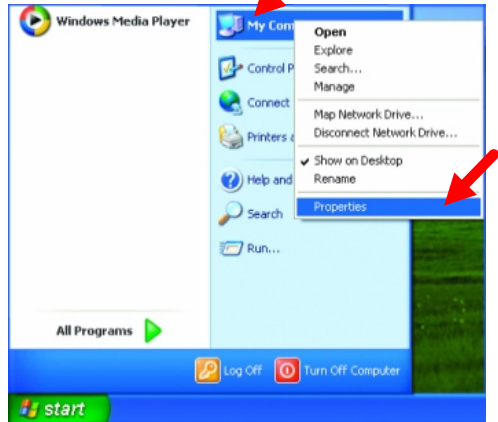 Windows Media Player
My Com
Control P
Connect
Printers a
Help and
Search
Run...
All Programs
Log Off
Turn Off Computer
start
Open
Explore
Search...
Manage
Map Network Drive...
Disconnect Network Drive...
Show on Desktop
Rename
Properties